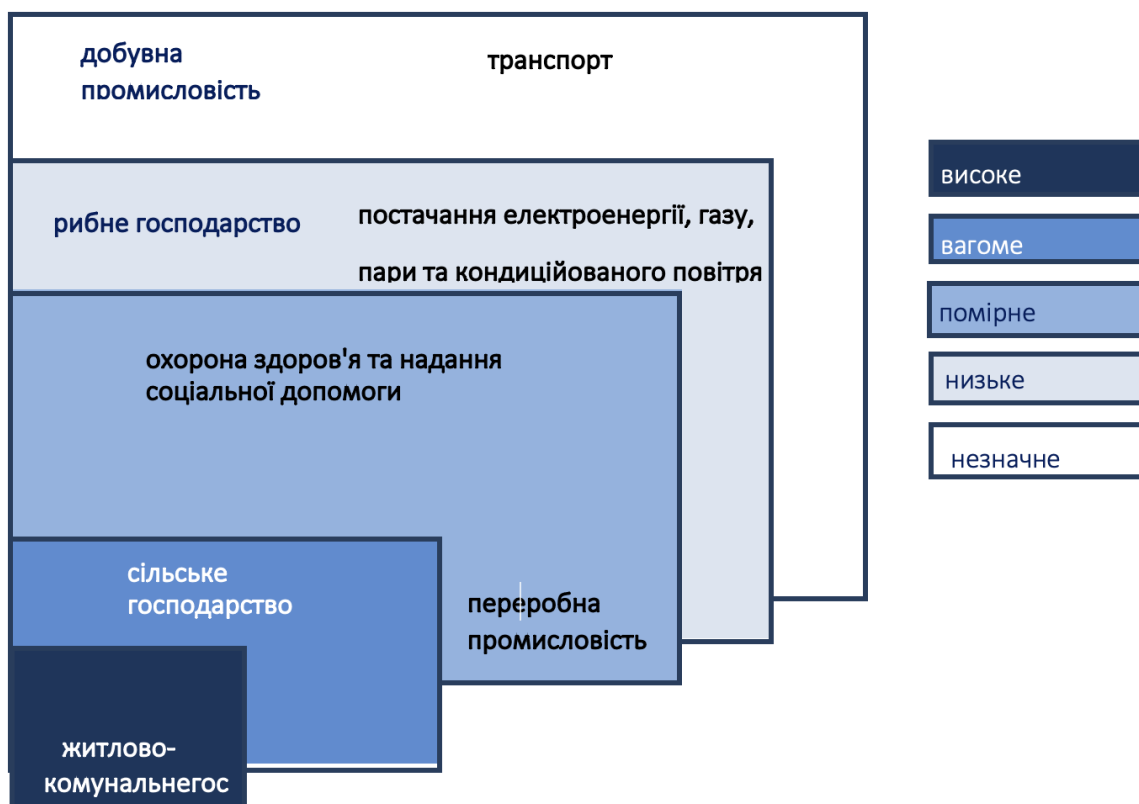 добувна
промисловість
транспорт
рибне господарство
постачання електроенергії, газу,
пари та кондиційованого повітря
охорона здоров'я та надання
соціальної допомоги
сільське
господарство
переробна
промисловість
житлово-
комунальнегос
високе
вагоме
помірне
низьке
незначне